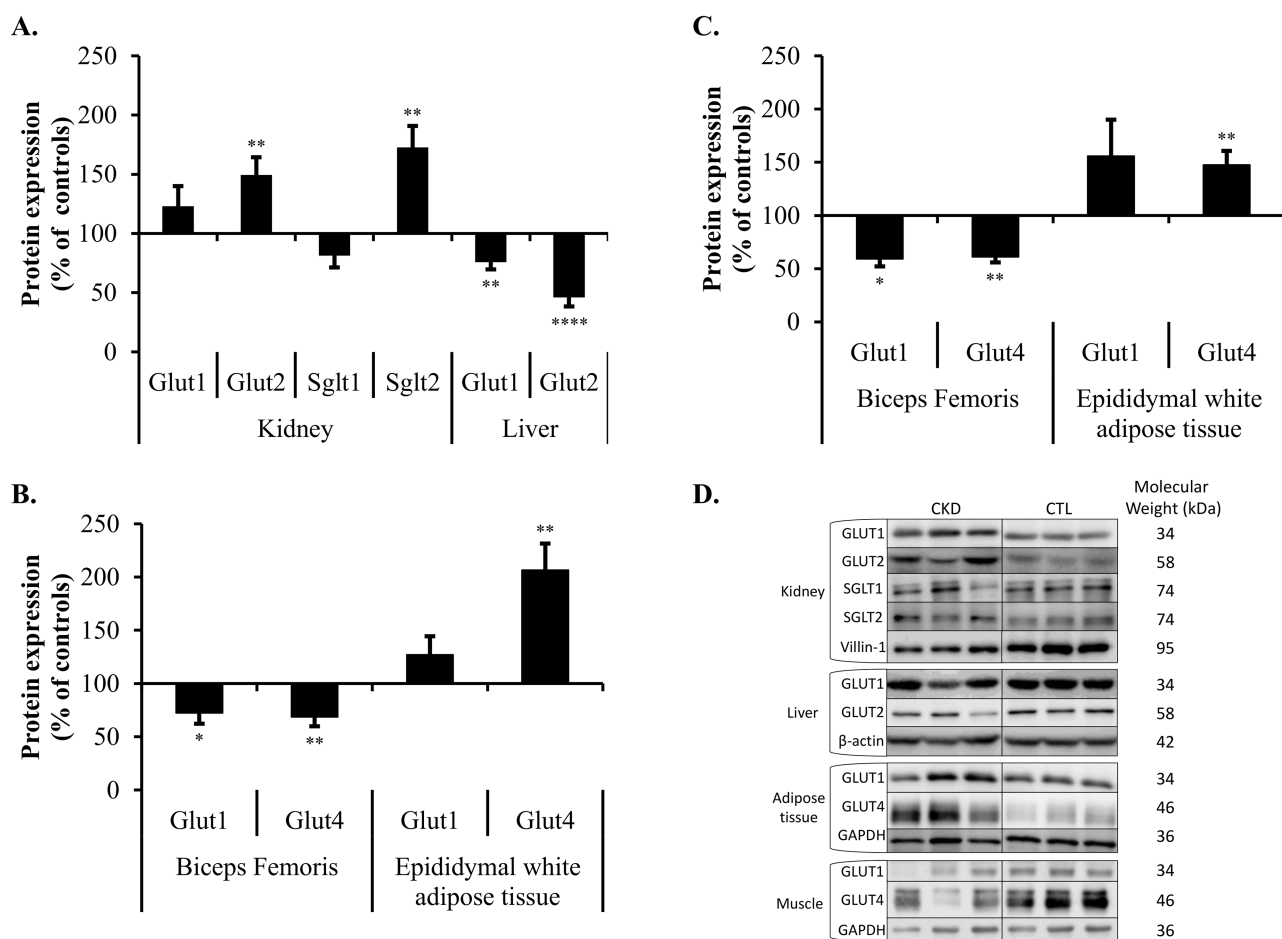 A.
Protein expression
(% of controls)
250
200
150
100
50
0
**
**
**
****
Glut1 Glut2 Sglt1 Sglt2 Glut1 Glut2
Kidney Liver
B.
Protein expression
(% of controls)
250
200
150
100
50
0
*
**
**
Glut1 Glut4 Glut1 Glut4
Biceps Femoris Epididymal white
adipose tissue
C.
Protein expression
(% of controls)
250
200
150
100
50
0
*
**
**
Glut1 Glut4 Glut1 Glut4
Biceps Femoris Epididymal white
adipose tissue
D.
Molecular
Weight (kDa)
CKD CTL
Kidney
GLUT1 34
GLUT2 58
SGLT1 74
SGLT2 74
Villin-1 95
Liver
GLUT1 34
GLUT2 58
β-actin 42
Adipose
tissue
GLUT1 34
GLUT4 46
GAPDH 36
Muscle
GLUT1 34
GLUT4 46
GAPDH 36